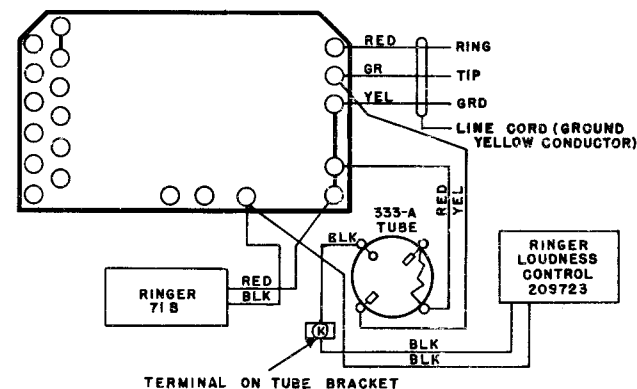 RED
RING
GR
TIP
YEL
GRD
LINE CORD (GROUND
YELLOW CONDUCTOR)
RED
YEL
333-A
TUBE
BLK
RINGER
LOUDNESS
CONTROL
209723
RINGER
71B
RED
BLK
K
BLK
BLK
TERMINAL ON TUBE BRACKET